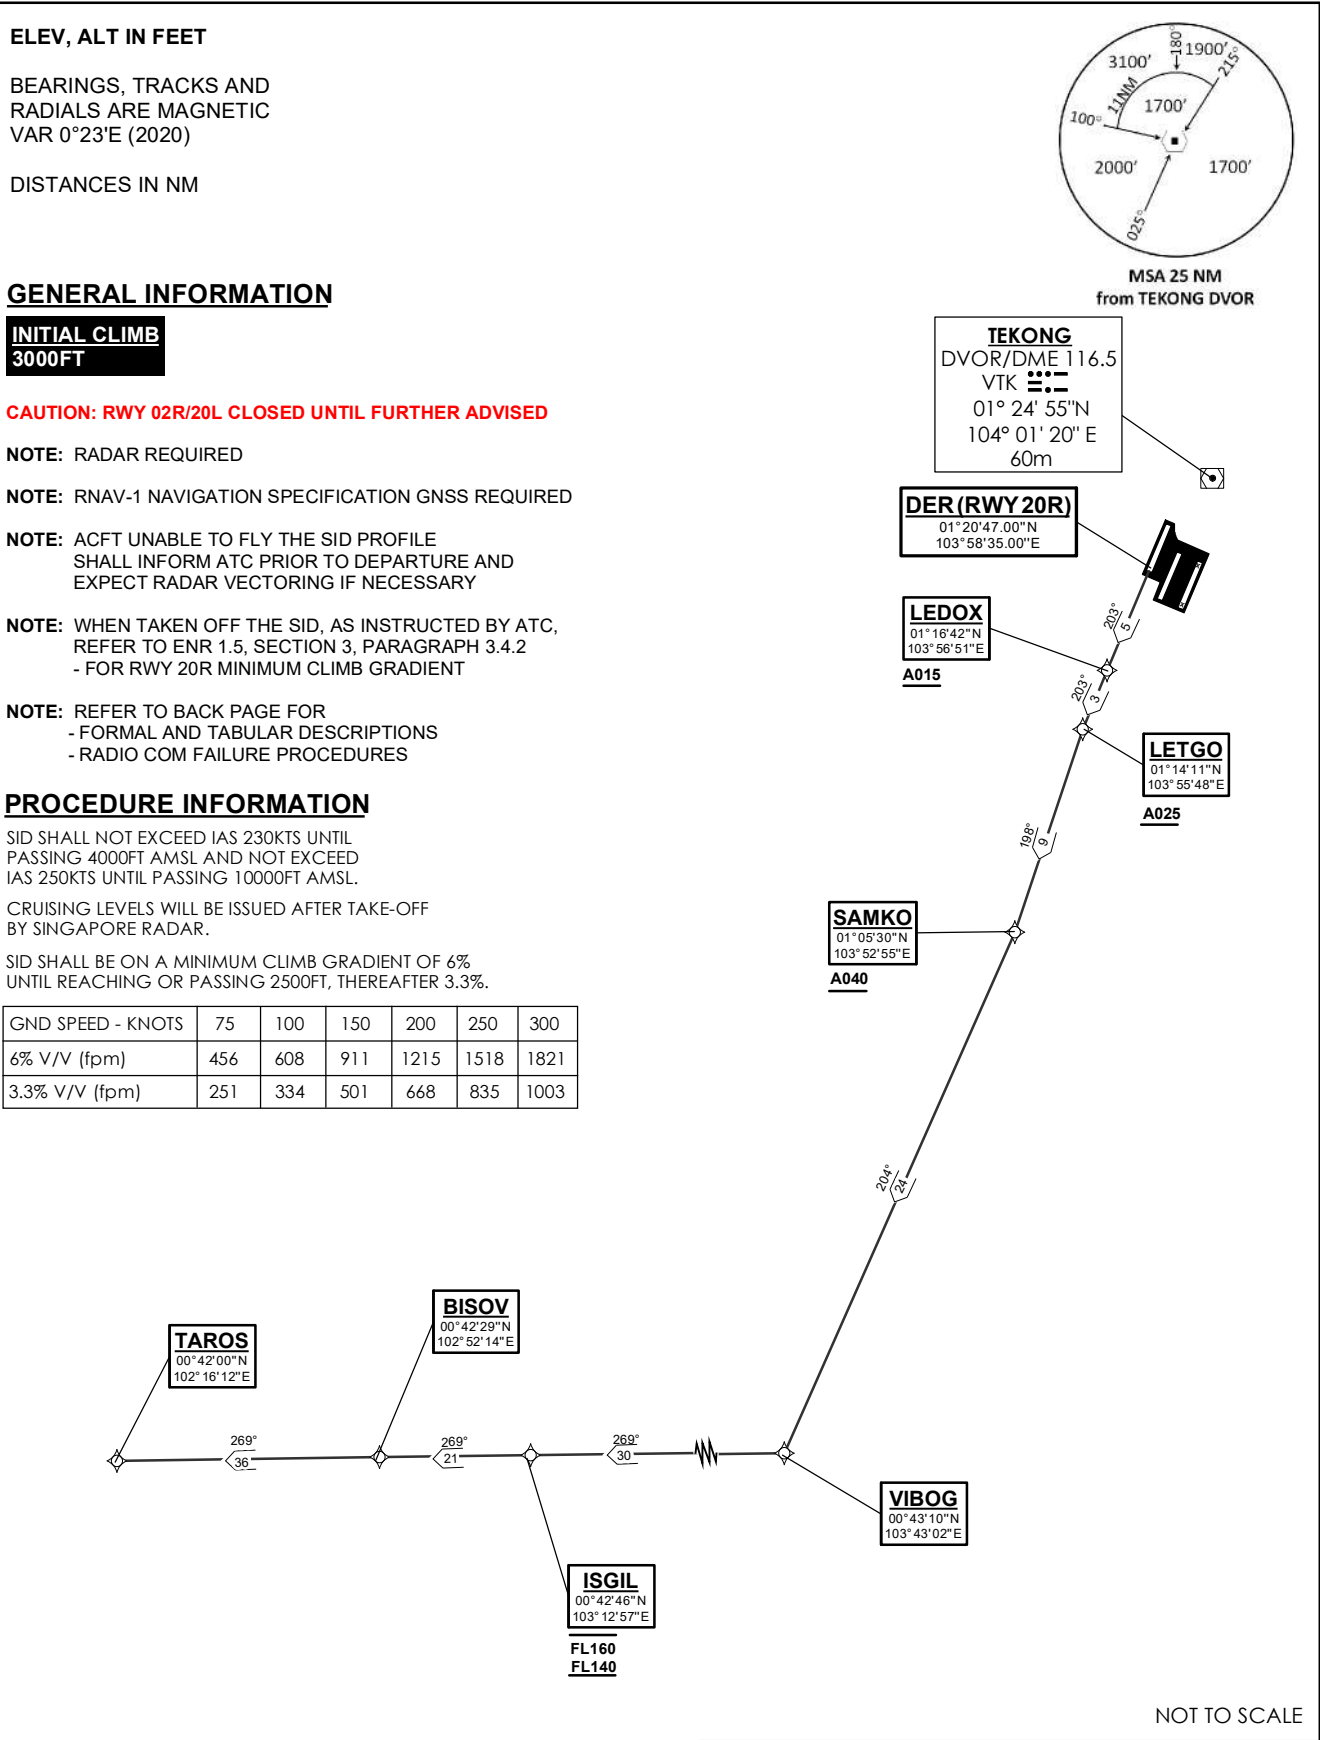 ELEV, ALT IN FEET
BEARINGS, TRACKS AND
RADIALS ARE MAGNETIC
VAR 0°23'E (2020)
DISTANCES IN NM
180°
1900'
215°
3100'
11NM
1700'
100°
2000'
1700'
025°
MSA 25 NM
from TEKONG DVOR
GENERAL INFORMATION
INITIAL CLIMB
3000FT
CAUTION: RWY 02R/20L CLOSED UNTIL FURTHER ADVISED
NOTE: RADAR REQUIRED
NOTE: RNAV-1 NAVIGATION SPECIFICATION GNSS REQUIRED
NOTE: ACFT UNABLE TO FLY THE SID PROFILE
SHALL INFORM ATC PRIOR TO DEPARTURE AND
EXPECT RADAR VECTORING IF NECESSARY
NOTE: WHEN TAKEN OFF THE SID, AS INSTRUCTED BY ATC,
REFER TO ENR 1.5, SECTION 3, PARAGRAPH 3.4.2
- FOR RWY 20R MINIMUM CLIMB GRADIENT
NOTE: REFER TO BACK PAGE FOR
- FORMAL AND TABULAR DESCRIPTIONS
- RADIO COM FAILURE PROCEDURES
PROCEDURE INFORMATION
SID SHALL NOT EXCEED IAS 230KTS UNTIL
PASSING 4000FT AMSL AND NOT EXCEED
IAS 250KTS UNTIL PASSING 10000FT AMSL.
CRUISING LEVELS WILL BE ISSUED AFTER TAKE-OFF
BY SINGAPORE RADAR.
SID SHALL BE ON A MINIMUM CLIMB GRADIENT OF 6%
UNTIL REACHING OR PASSING 2500FT, THEREAFTER 3.3%.
GND SPEED - KNOTS 75 100 150 200 250 300
6% V/V (fpm) 456 608 911 1215 1518 1821
3.3% V/V (fpm) 251 334 501 668 835 1003
TEKONG
DVOR/DME 116.5
VTK
01° 24' 55"N
104° 01' 20" E
60m
DER (RWY 20R)
01°20'47.00"N
103°58'35.00"E
203°
5
LEDOX
01°16'42"N
103°56'51"E
A015
203°
3
LETGO
01°14'11"N
103°55'48"E
A025
198°
9
SAMKO
01°05'30"N
103°52'55"E
A040
204°
24
BISOV
00°42'29"N
102°52'14"E
TAROS
00°42'00"N
102°16'12"E
269°
36
269°
21
269°
30
VIBOG
00°43'10"N
103°43'02"E
ISGIL
00°42'46"N
103°12'57"E
FL160
FL140
NOT TO SCALE